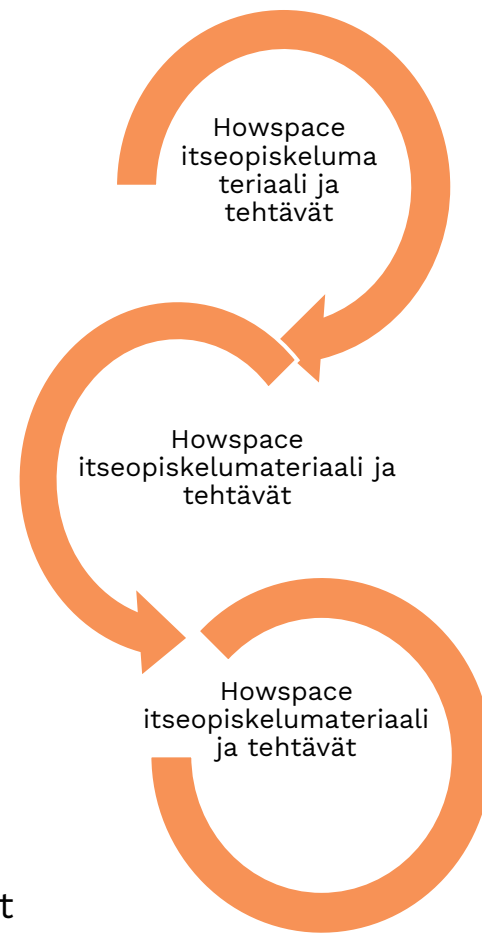 Howspace
itseopiskeluma
teriaali ja
tehtävät
Howspace
itseopiskelumateriaali ja
tehtävät
Howspace
itseopiskelumateriaali
ja tehtävät
t